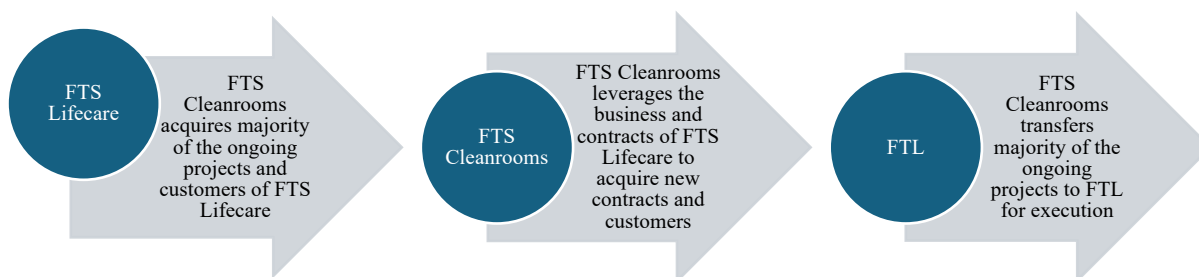 FTS
Lifecare
FTS
Cleanrooms
acquires majority
of the ongoing
projects and
customers of FTS
Lifecare
FTS
Cleanrooms
FTS Cleanrooms
leverages the
business and
contracts of FTS
Lifecare to
acquire new
contracts and
customers
FTL
FTS
Cleanrooms
transfers
majority of the
ongoing
projects to FTL
for execution